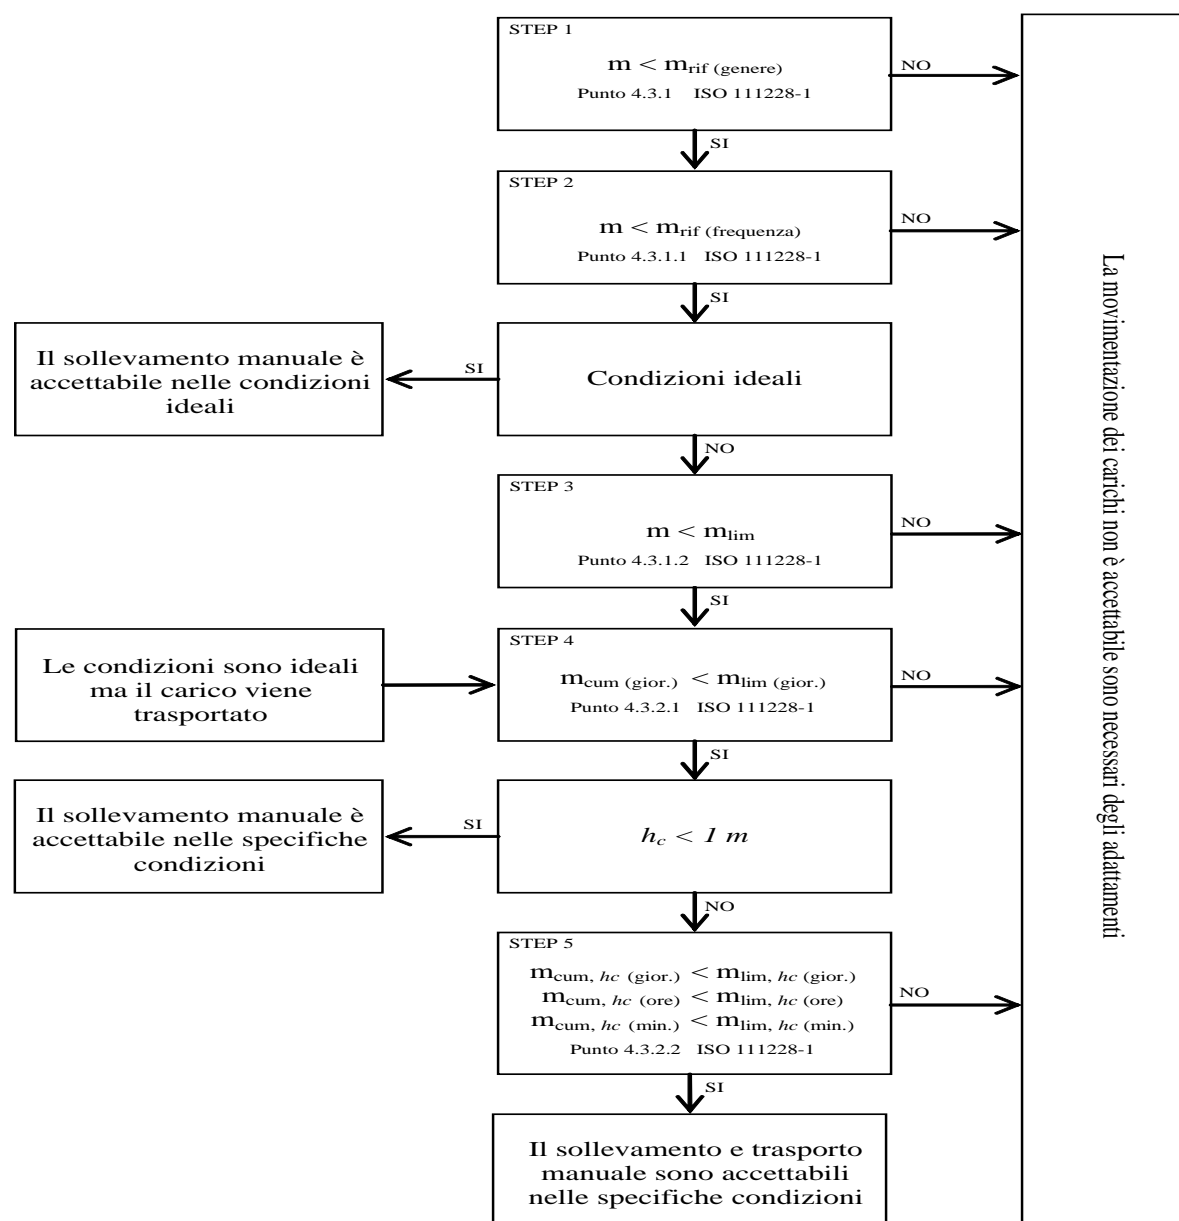 STEP 1
m < mrif (genere)
Punto 4.3.1 ISO 111228-1
NO
SI
STEP 2
m < mrif (frequenza)
Punto 4.3.1.1 ISO 111228-1
NO
SI
Il sollevamento manuale è
accettabile nelle condizioni
ideali
SI
Condizioni ideali
NO
STEP 3
m < mlim
Punto 4.3.1.2 ISO 111228-1
NO
SI
Le condizioni sono ideali
ma il carico viene
trasportato
STEP 4
mcum (gior.) < mlim (gior.)
Punto 4.3.2.1 ISO 111228-1
NO
SI
Il sollevamento manuale è
accettabile nelle specifiche
condizioni
SI
hc < 1 m
NO
STEP 5
mcum, hc (gior.) < mlim, hc (gior.)
mcum, hc (ore) < mlim, hc (ore)
mcum, hc (min.) < mlim, hc (min.)
Punto 4.3.2.2 ISO 111228-1
NO
SI
Il sollevamento e trasporto
manuale sono accettabili
nelle specifiche condizioni
La movimentazione dei carichi non è accettabile sono necessari degli adattamenti